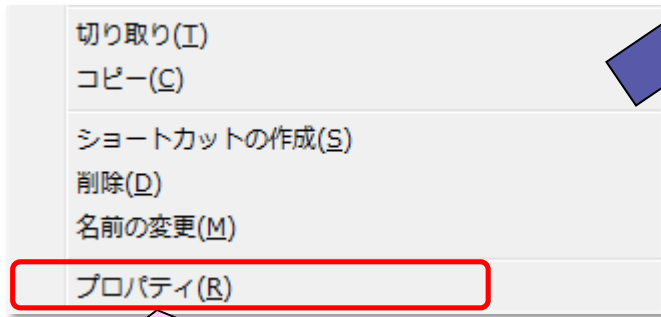 切り取り(T)
コピー(C)
ショートカットの作成(S)
削除(D)
名前の変更(M)
プロパティ(R)